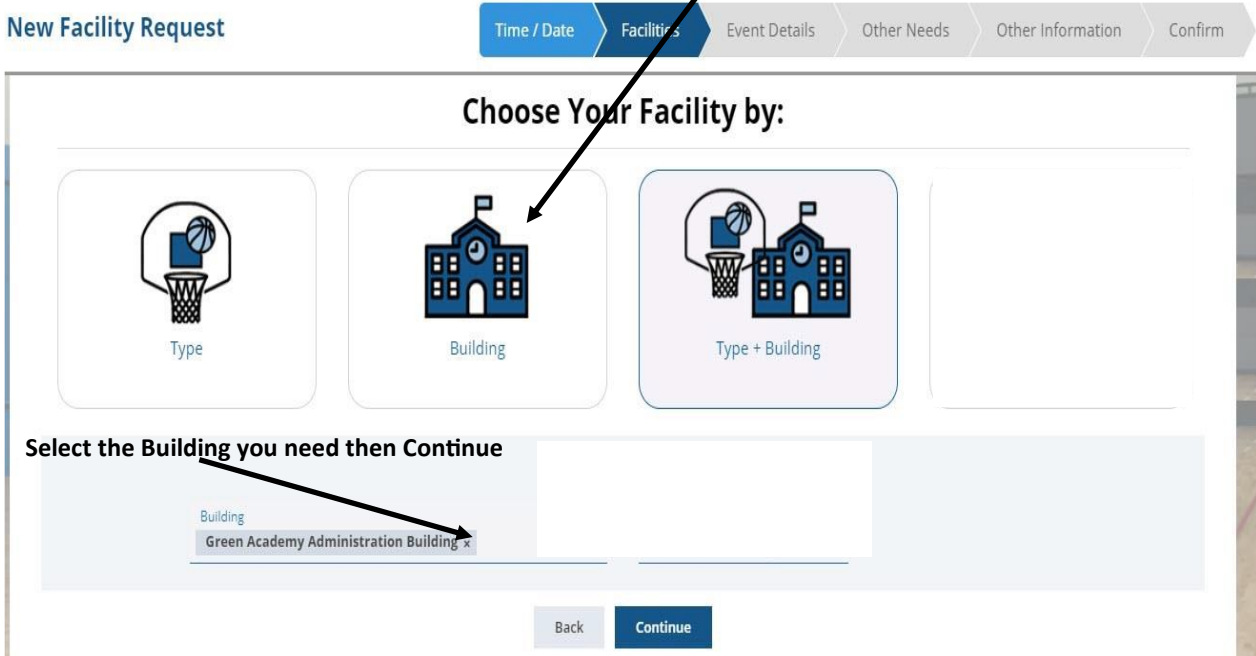 New Facility Request
Time / Date Facilities Event Details Other Needs Other Information Confirm
Choose Your Facility by:
Type Building Type + Building
Select the Building you need then Continue
Building
Green Academy Administration Building ×
Back Continue